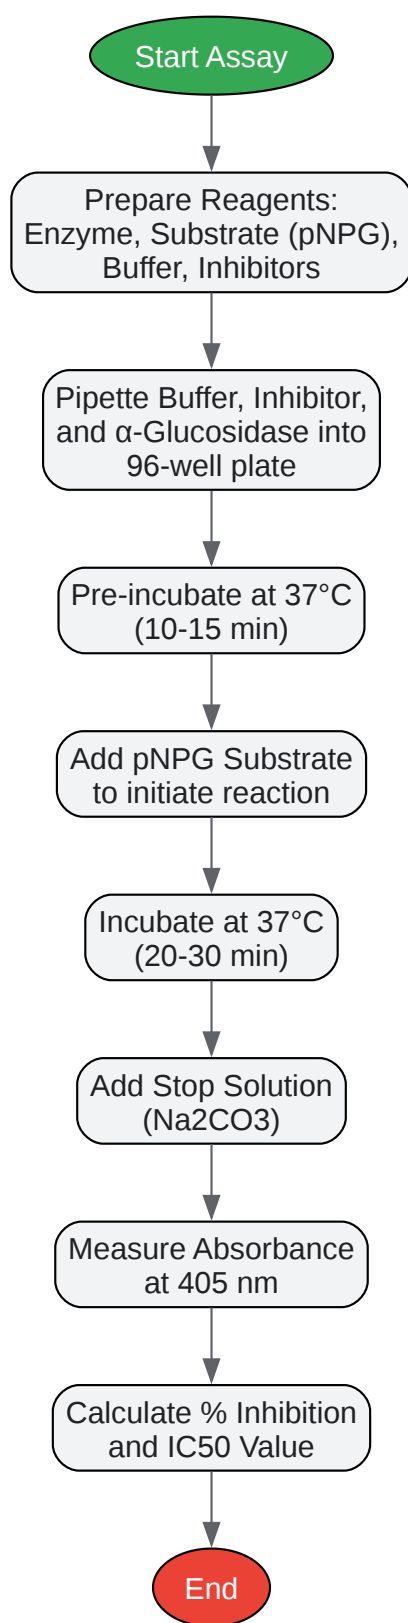 Start Assay
Prepare Reagents:
Enzyme, Substrate (pNPG),
Buffer, Inhibitors
Pipette Buffer, Inhibitor,
and α-Glucosidase into
96-well plate
Pre-incubate at 37°C
(10-15 min)
Add pNPG Substrate
to initiate reaction
Incubate at 37°C
(20-30 min)
Add Stop Solution
(Na2CO3)
Measure Absorbance
at 405 nm
Calculate % Inhibition
and IC50 Value
End